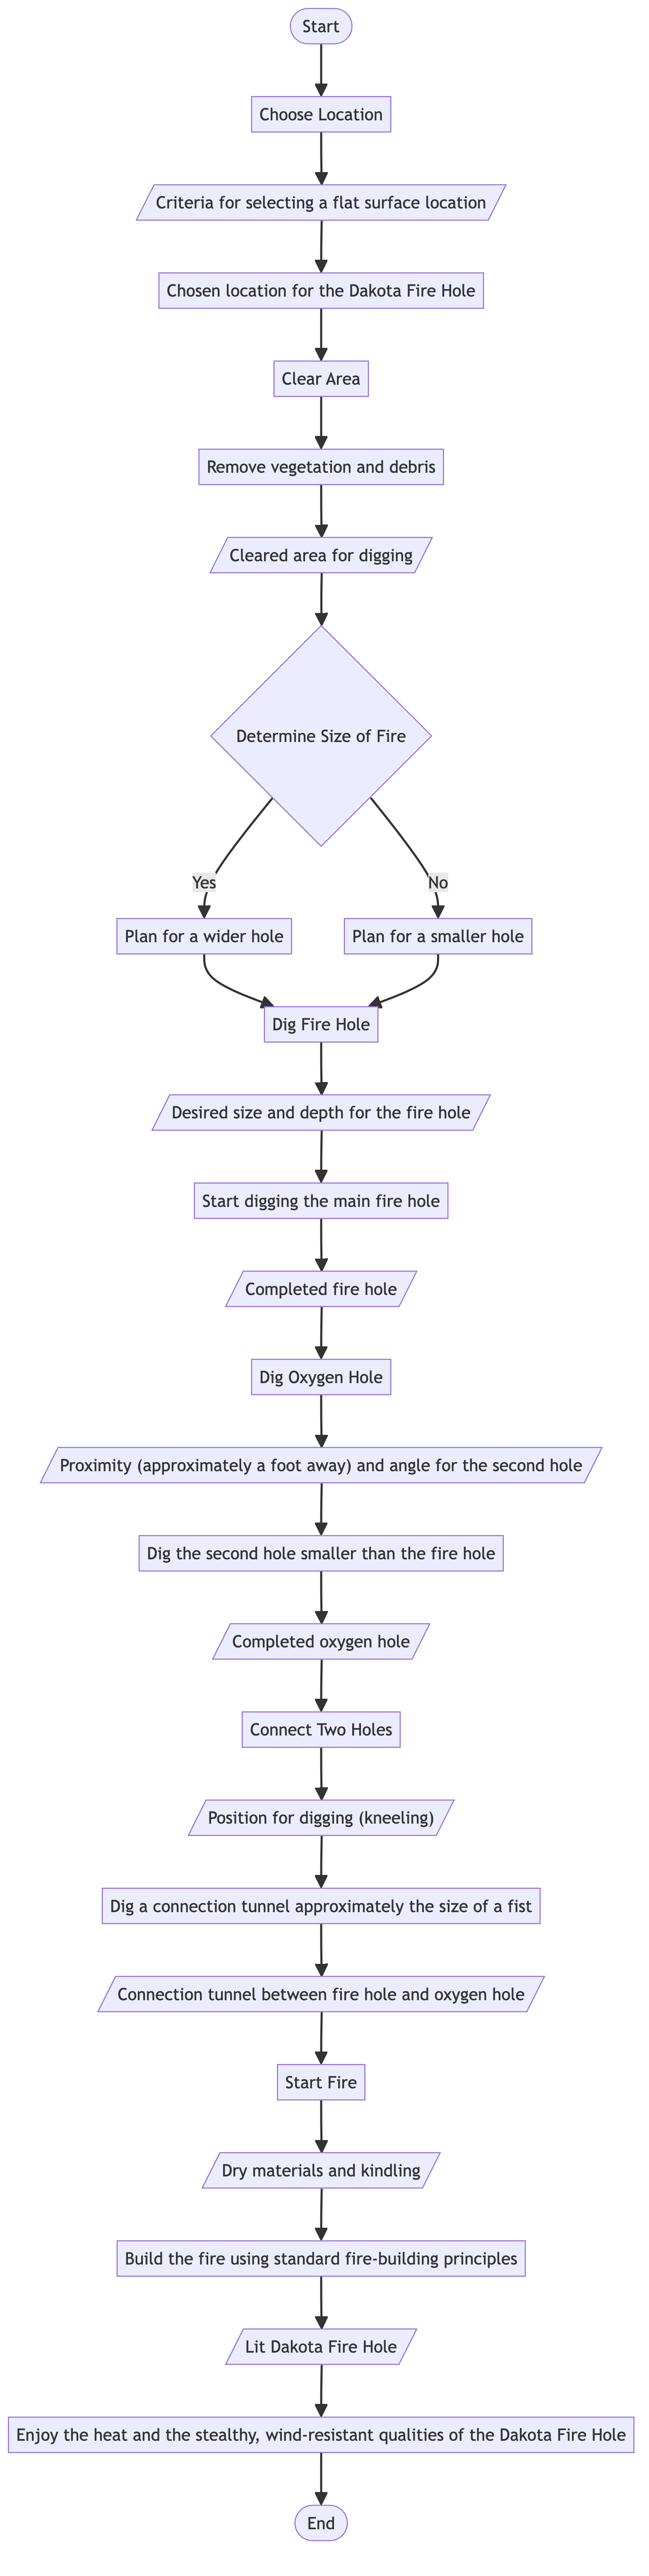 Start
Choose Location
Criteria for selecting a flat surface location
Chosen location for the Dakota Fire Hole
Clear Area
Remove vegetation and debris
Cleared area for digging
Determine Size of Fire
Yes
No
Plan for a wider hole
Plan for a smaller hole
Dig Fire Hole
Desired size and depth for the fire hole
Start digging the main fire hole
Completed fire hole
Dig Oxygen Hole
Proximity (approximately a foot away) and angle for the second hole
Dig the second hole smaller than the fire hole
Completed oxygen hole
Connect Two Holes
Position for digging (kneeling)
Dig a connection tunnel approximately the size of a fist
Connection tunnel between fire hole and oxygen hole
Start Fire
Dry materials and kindling
Build the fire using standard fire-building principles
Lit Dakota Fire Hole
Enjoy the heat and the stealthy, wind-resistant qualities of the Dakota Fire Hole
End